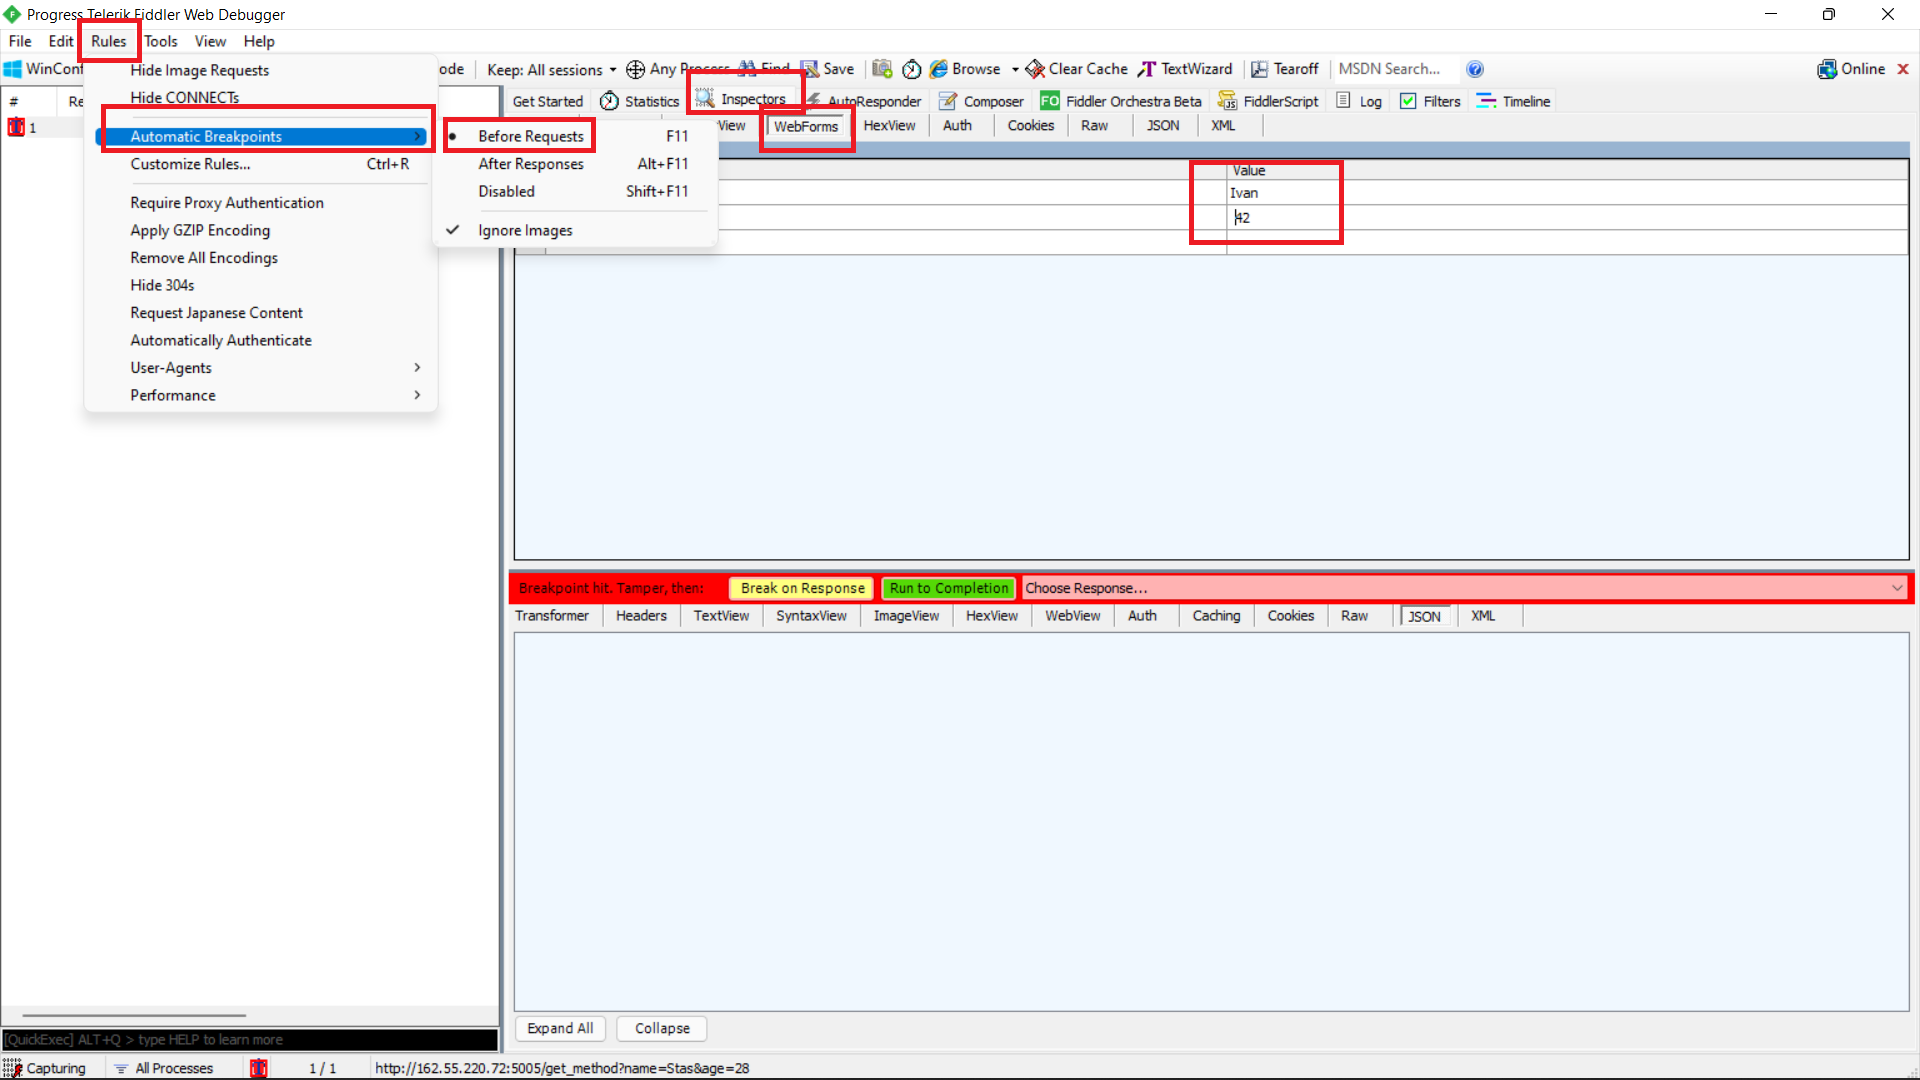 Progress Telerik Fiddler Web Debugger
File Edit Rules Tools View Help
WinConf ode Keep: All sessions Any Process Find Save Browse Clear Cache TextWizard Tearoff MSDN Search... Online
# Re
1
Hide Image Requests
Hide CONNECTs
Automatic Breakpoints
Customize Rules... Ctrl+R
Require Proxy Authentication
Apply GZIP Encoding
Remove All Encodings
Hide 304s
Request Japanese Content
Automatically Authenticate
User-Agents
Performance
Before Requests F11
After Responses Alt+F11
Disabled Shift+F11
Ignore Images
Get Started Statistics Inspectors AutoResponder Composer FO Fiddler Orchestra Beta FiddlerScript Log Filters Timeline
View WebForms HexView Auth Cookies Raw JSON XML
Value
Ivan
42
Breakpoint hit. Tamper, then: Break on Response Run to Completion Choose Response...
Transformer Headers TextView SyntaxView ImageView HexView WebView Auth Caching Cookies Raw JSON XML
Expand All Collapse
[QuickExec] ALT+Q > type HELP to learn more
Capturing All Processes 1 / 1 http://162.55.220.72:5005/get_method?name=Stas&age=28